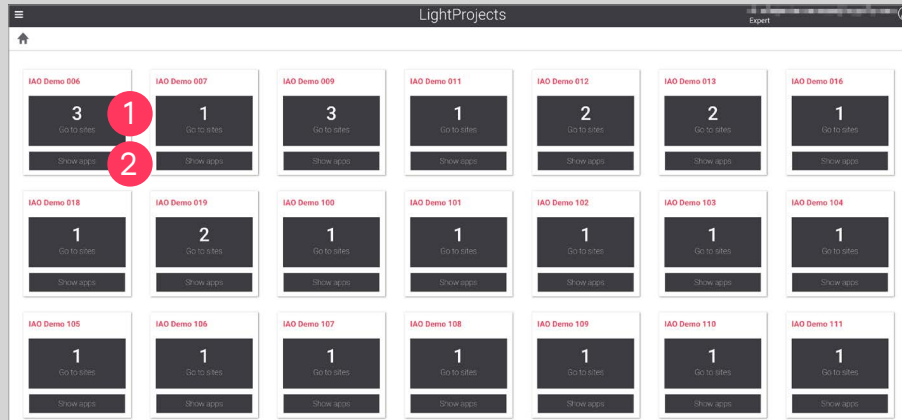 LightProjects
Expert
IAO Demo 006 IAO Demo 007 IAO Demo 009 IAO Demo 011 IAO Demo 012 IAO Demo 013 IAO Demo 016
3 1 1 3 1 2 2 1
Go to sites Go to sites Go to sites Go to sites Go to sites Go to sites Go to sites
Show apps 2 Show apps Show apps Show apps Show apps Show apps Show apps
IAO Demo 018 IAO Demo 019 IAO Demo 100 IAO Demo 101 IAO Demo 102 IAO Demo 103 IAO Demo 104
1 2 1 1 1 1 1
Go to sites Go to sites Go to sites Go to sites Go to sites Go to sites Go to sites
Show apps Show apps Show apps Show apps Show apps Show apps Show apps
IAO Demo 105 IAO Demo 106 IAO Demo 107 IAO Demo 108 IAO Demo 109 IAO Demo 110 IAO Demo 111
1 1 1 1 1 1 1
Go to sites Go to sites Go to sites Go to sites Go to sites Go to sites Go to sites
Show apps Show apps Show apps Show apps Show apps Show apps Show apps